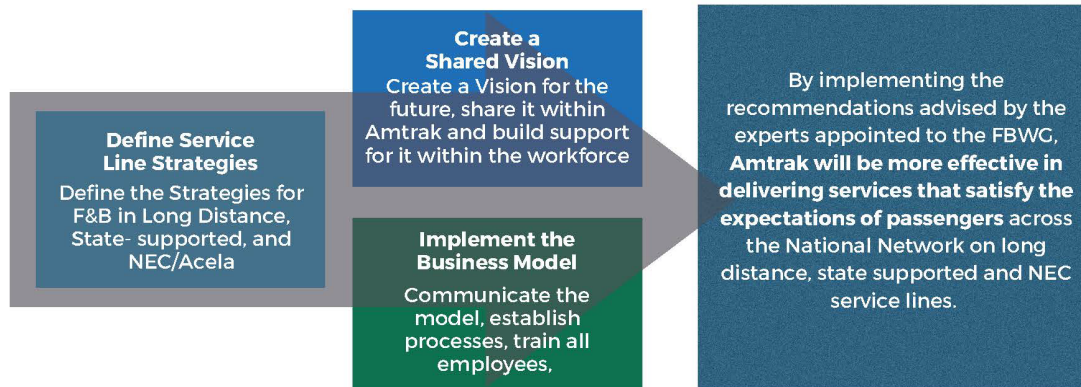 Define Service
Line Strategies
Define the Strategies for
F&B in Long Distance,
State- supported, and
NEC/Acela
Create a
Shared Vision
Create a Vision for the
future, share it within
Amtrak and build support
for it within the workforce
Implement the
Business Model
Communicate the
model, establish
processes, train all
employees,
By implementing the
recommendations advised by the
experts appointed to the FBWG,
Amtrak will be more effective in
delivering services that satisfy the
expectations of passengers across
the National Network on long
distance, state supported and NEC
service lines.